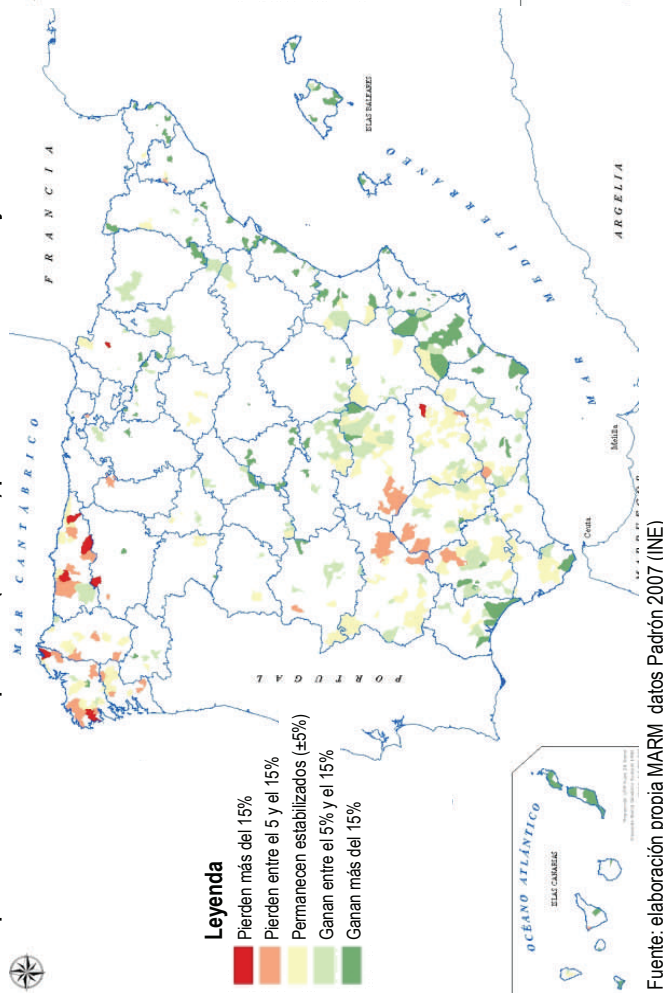 MAR CANTÁBRICO
FRANCIA
PORTUGAL
ISLAS BALEARES
MAR MEDITERRÁNEO
ARGELIA
Ceuta
Melilla
OCÉANO ATLÁNTICO
ISLAS CANARIAS
Leyenda
Pierden más del 15%
Pierden entre el 5 y el 15%
Permanecen estabilizados (±5%)
Ganan entre el 5% y el 15%
Ganan más del 15%
Fuente: elaboración propia MARM datos Padrón 2007 (INE)